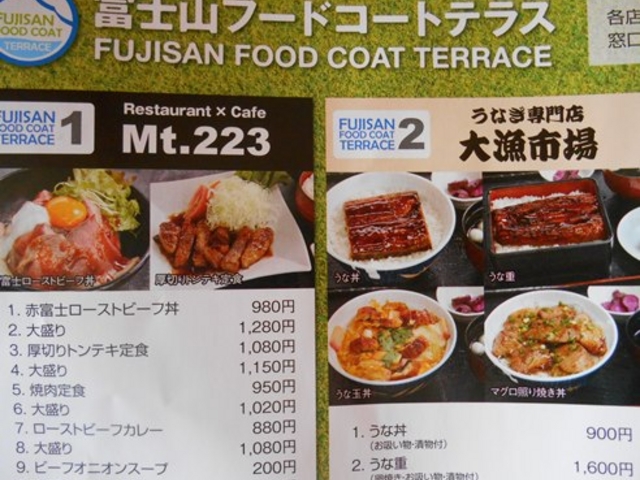 FUJISAN
FOOD COAT
TERRACE
富士山フードコートテラス
FUJISAN FOOD COAT TERRACE
各店
窓口
FUJISAN
FOOD COAT
TERRACE
1
Restaurant × Cafe
Mt.223
富士ローストビーフ丼
厚切りトンテキ定食
1. 赤富士ローストビーフ丼 980円
2. 大盛り 1,280円
3. 厚切りトンテキ定食 1,080円
4. 大盛り 1,150円
5. 焼肉定食 950円
6. 大盛り 1,020円
7. ローストビーフカレー 880円
8. 大盛り 1,080円
9. ビーフオニオンスープ 200円
FUJISAN
FOOD COAT
TERRACE
2
うなぎ専門店
大漁市場
うな丼
うな重
うな玉丼
マグロ照り焼き丼
1. うな丼 900円
(お吸い物・漬物付)
2. うな重 1,600円
(卵焼き・お吸い物・漬物付)